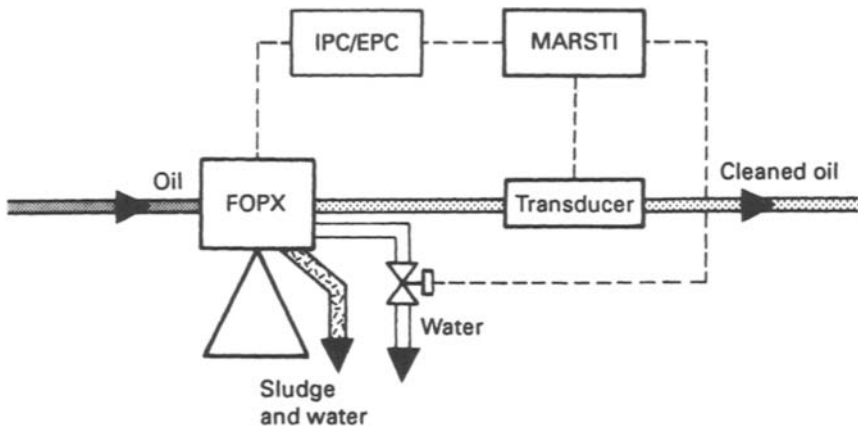 IPC/EPC
MARSTI
Oil
FOPX
Transducer
Cleaned oil
Water
Sludge
and water